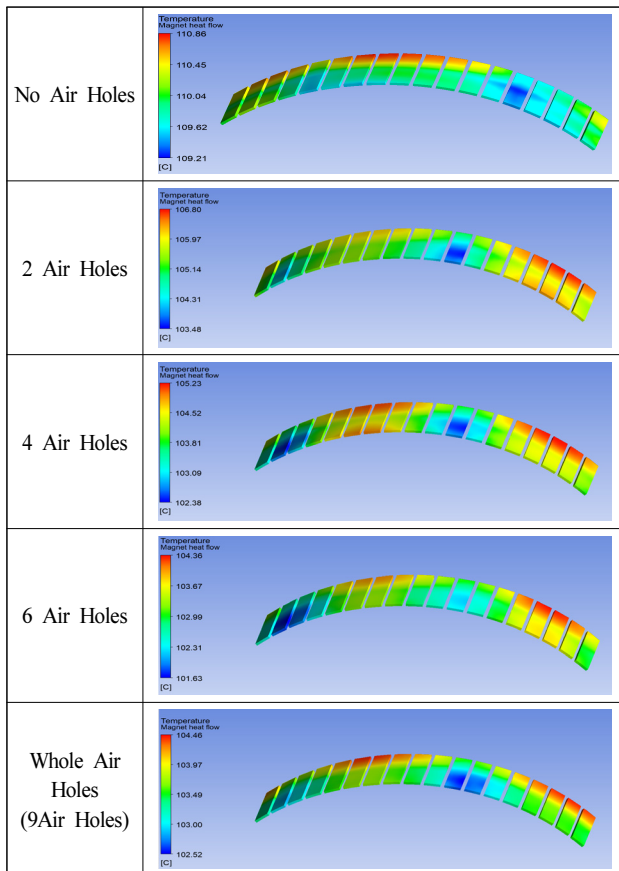 No Air Holes
Temperature
Magnet heat flow
110.86
110.45
110.04
109.62
109.21
[C]
2 Air Holes
Temperature
Magnet heat flow
106.80
105.97
105.14
104.31
103.48
[C]
4 Air Holes
Temperature
Magnet heat flow
105.23
104.52
103.81
103.09
102.38
[C]
6 Air Holes
Temperature
Magnet heat flow
104.36
103.67
102.99
102.31
101.63
[C]
Whole Air
Holes
(9Air Holes)
Temperature
Magnet heat flow
104.46
103.97
103.49
103.00
102.52
[C]